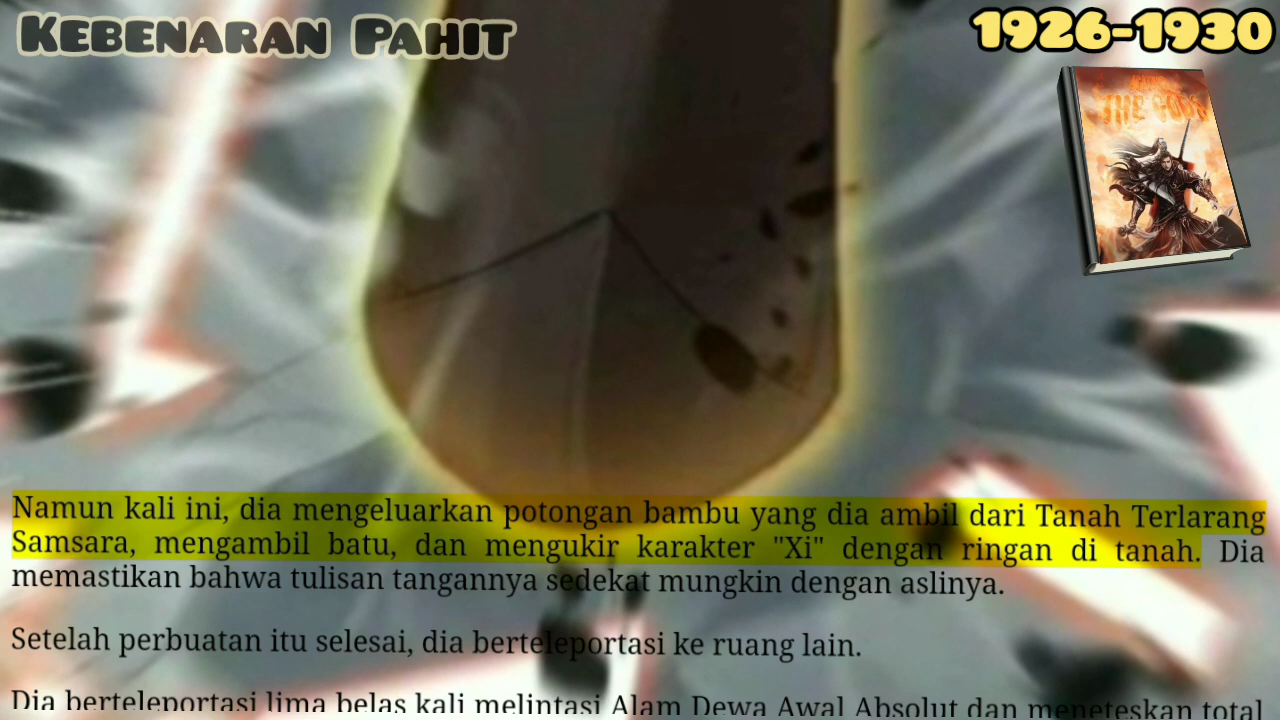 KEBENARAN PAHIT
1926-1930
THE GODS
Namun kali ini, dia mengeluarkan potongan bambu yang dia ambil dari Tanah Terlarang
Samsara, mengambil batu, dan mengukir karakter "Xi" dengan ringan di tanah. Dia
memastikan bahwa tulisan tangannya sedekat mungkin dengan aslinya.
Setelah perbuatan itu selesai, dia berteleportasi ke ruang lain.
Dia berteleportasi lima belas kali melintasi Alam Dewa Awal Absolut dan meneteskan total